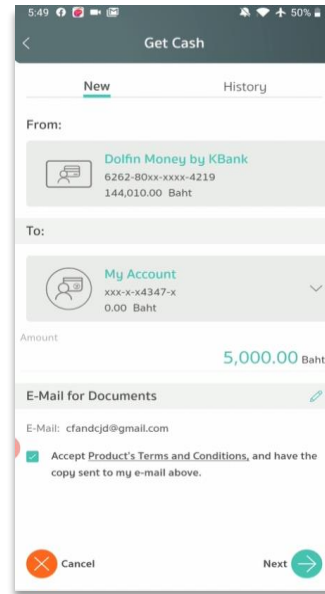 5:49 50%
Get Cash
New History
From:
Dolfin Money by KBank
6262-80xx-xxxx-4219
144,010.00 Baht
To:
My Account
xxx-x-x4347-x
0.00 Baht
Amount
5,000.00 Baht
E-Mail for Documents
E-Mail: cfandcjd@gmail.com
Accept Product's Terms and Conditions, and have the
copy sent to my e-mail above.
Cancel Next